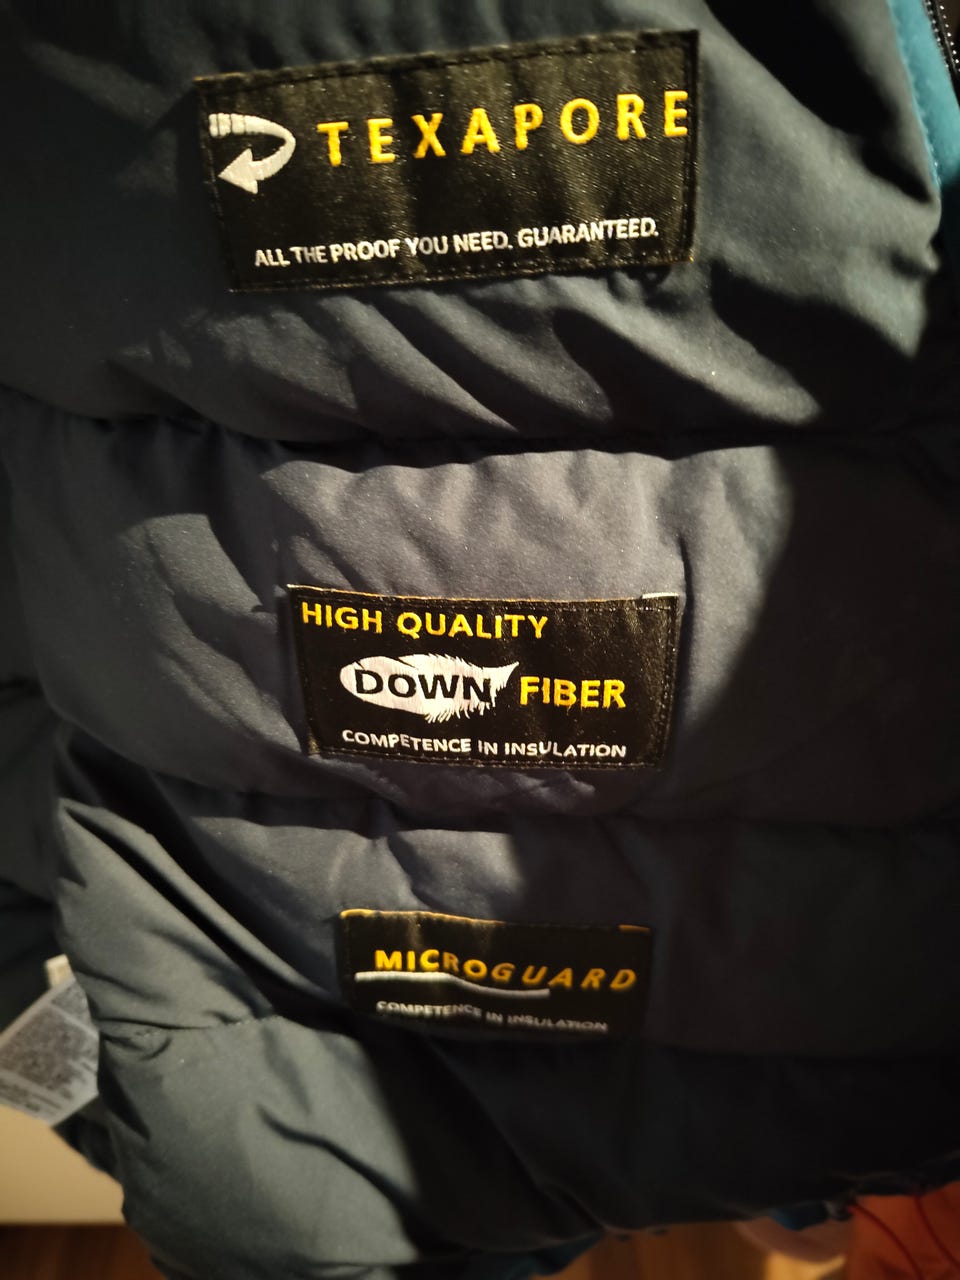 TEXAPORE
ALL THE PROOF YOU NEED. GUARANTEED.
HIGH QUALITY
DOWN FIBER
COMPETENCE IN INSULATION
MICROGUARD
COMPETENCE IN INSULATION